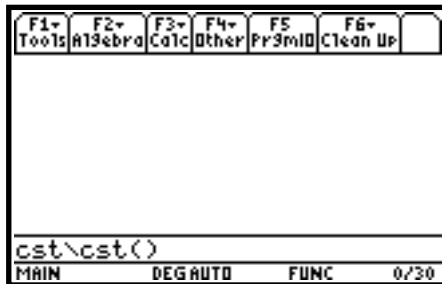 F1▾ F2▾ F3▾ F4▾ F5 F6▾
Tools Algebra Calc Other PrgmIO Clean Up
cst\cst()
MAIN DEG AUTO FUNC 0/30